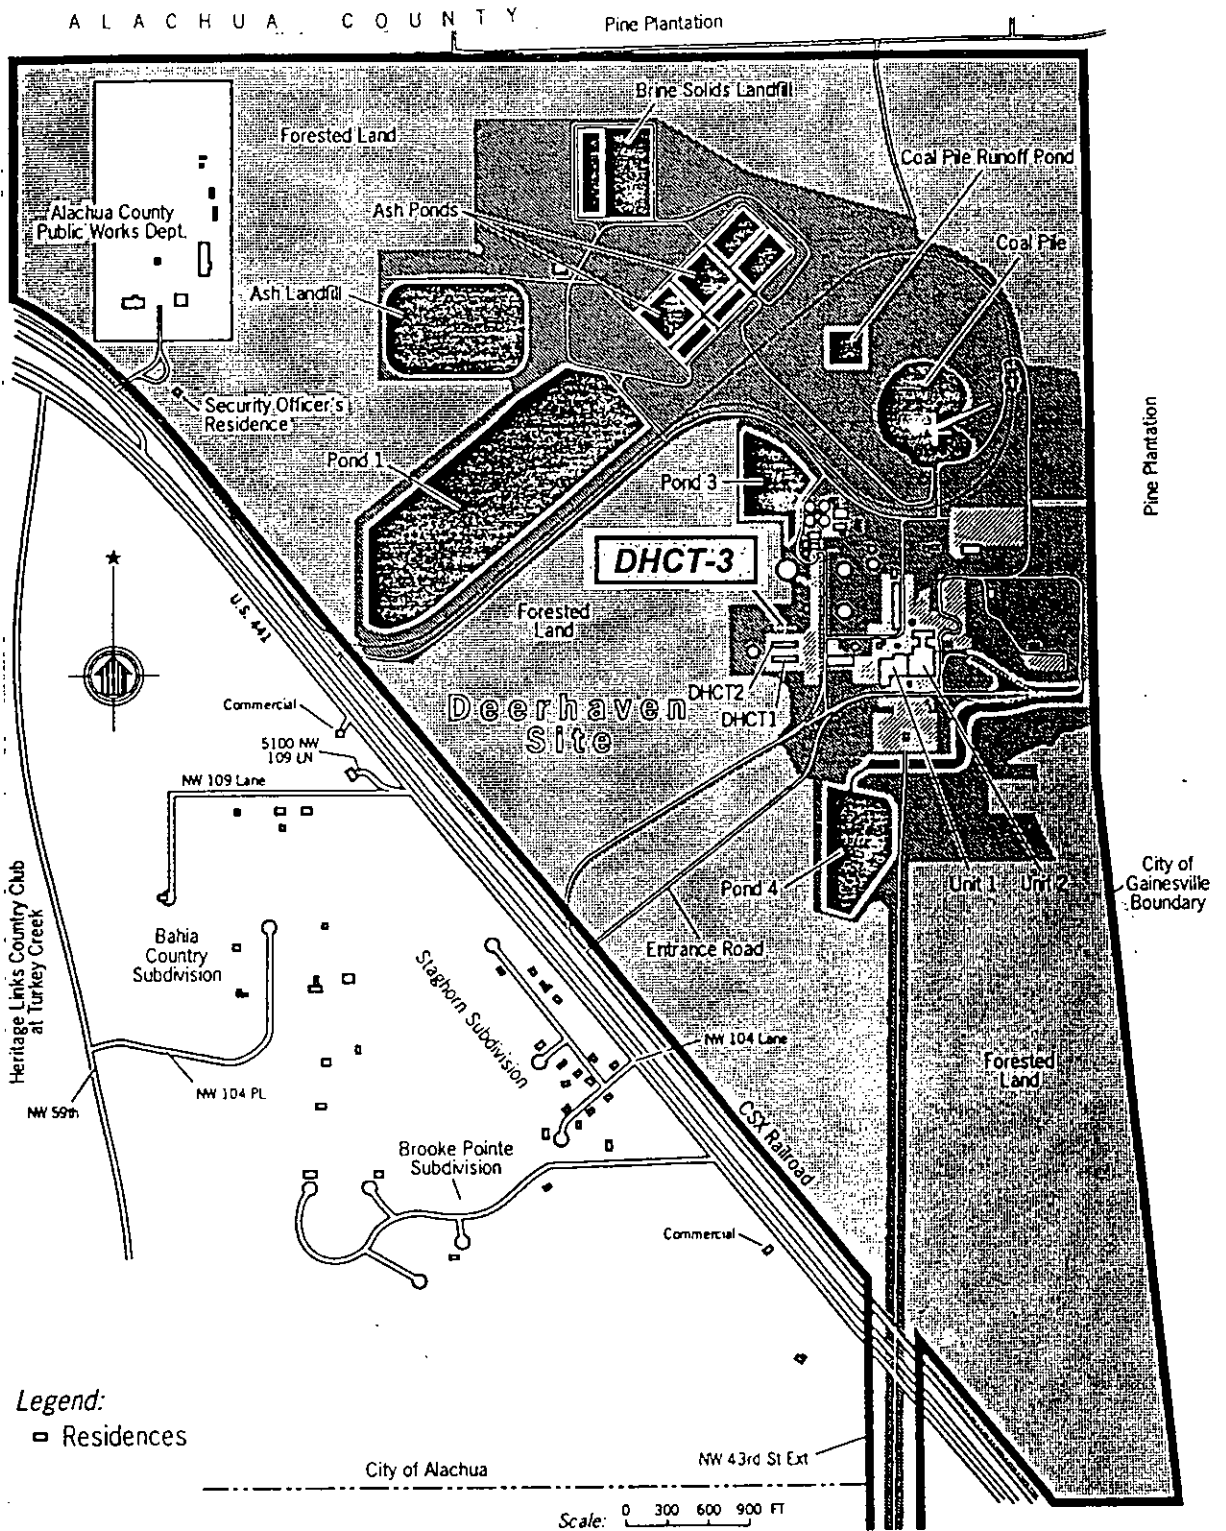 ALACHUA COUNTY
Pine Plantation
Brine Solids Landfill
Forested Land
Coal Pile Runoff Pond
Alachua County
Public Works Dept.
Ash Ponds
Coal Pile
Ash Landfill
Security Officer's
Residence
Pond 1
Pond 3
Pine Plantation
DHCT-3
Forested
Land
U.S. 441
DHCT2
DHCT1
Deerhaven
Site
Commercial
5100 NW
109 LN
NW 109 Lane
Pond 4
Unit 1
Unit 2
City of
Gainesville
Boundary
Entrance Road
Bahia
Country
Subdivision
Staghorn Subdivision
Heritage Links Country Club
at Turkey Creek
NW 104 Lane
Forested
Land
NW 104 PL
NW 59th
CSX Railroad
Brooke Pointe
Subdivision
Commercial
Legend:
Residences
NW 43rd St Ext
City of Alachua
Scale: 0 300 600 900 FT